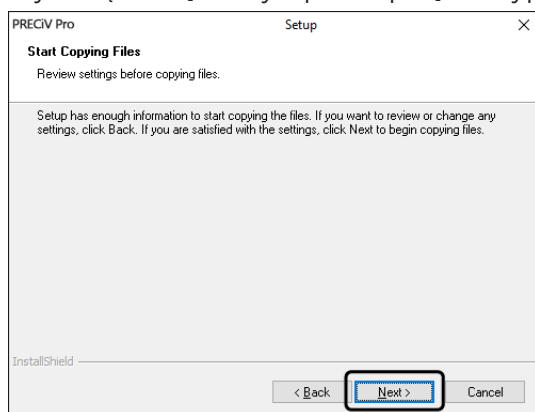 PRECiV Pro Setup
Start Copying Files
Review settings before copying files.
Setup has enough information to start copying the files. If you want to review or change any
settings, click Back. If you are satisfied with the settings, click Next to begin copying files.
InstallShield
< Back Next > Cancel